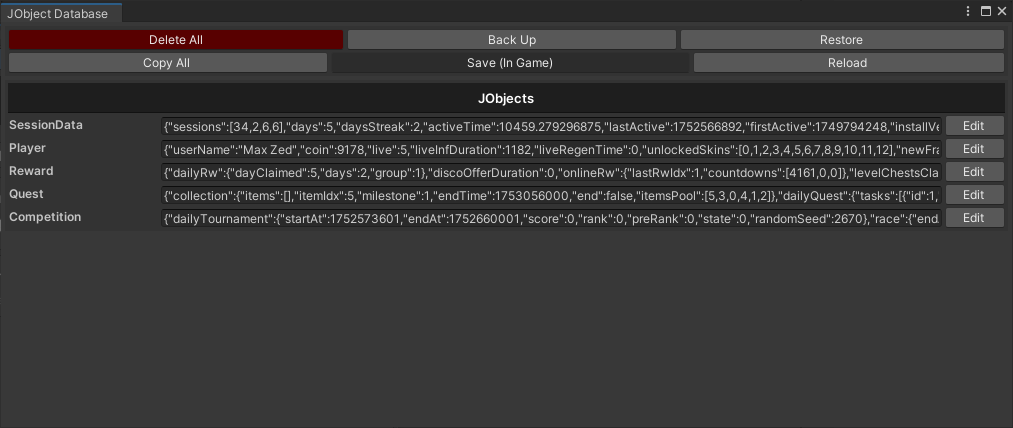 JObject Database
Delete All Back Up Restore
Copy All Save (In Game) Reload
JObjects
SessionData {"sessions":[34,2,6,6],"days":5,"daysStreak":2,"activeTime":10459.279296875,"lastActive":1752566892,"firstActive":1749794248,"installVe Edit
Player {"userName":"Max Zed","coin":9178,"live":5,"liveInfDuration":1182,"liveRegenTime":0,"unlockedSkins":[0,1,2,3,4,5,6,7,8,9,10,11,12],"newFra Edit
Reward {"dailyRw":{"dayClaimed":5,"days":2,"group":1},"discoOfferDuration":0,"onlineRw":{"lastRwIdx":1,"countdowns":[4161,0,0]},"levelChestsCla Edit
Quest {"collection":{"items":[],"itemIdx":5,"milestone":1,"endTime":1753056000,"end":false,"itemsPool":[5,3,0,4,1,2]},"dailyQuest":{"tasks":[{"id":1, Edit
Competition {"dailyTournament":{"startAt":1752573601,"endAt":1752660001,"score":0,"rank":0,"preRank":0,"state":0,"randomSeed":2670},"race":{"end Edit